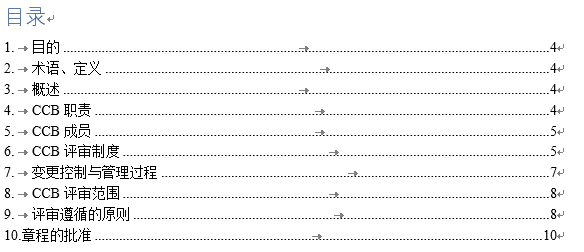 目录
1. 目的 4
2. 术语、定义 4
3. 概述 4
4. CCB 职责 4
5. CCB 成员 5
6. CCB 评审制度 5
7. 变更控制与管理过程 7
8. CCB 评审范围 8
9. 评审遵循的原则 8
10.章程的批准 10